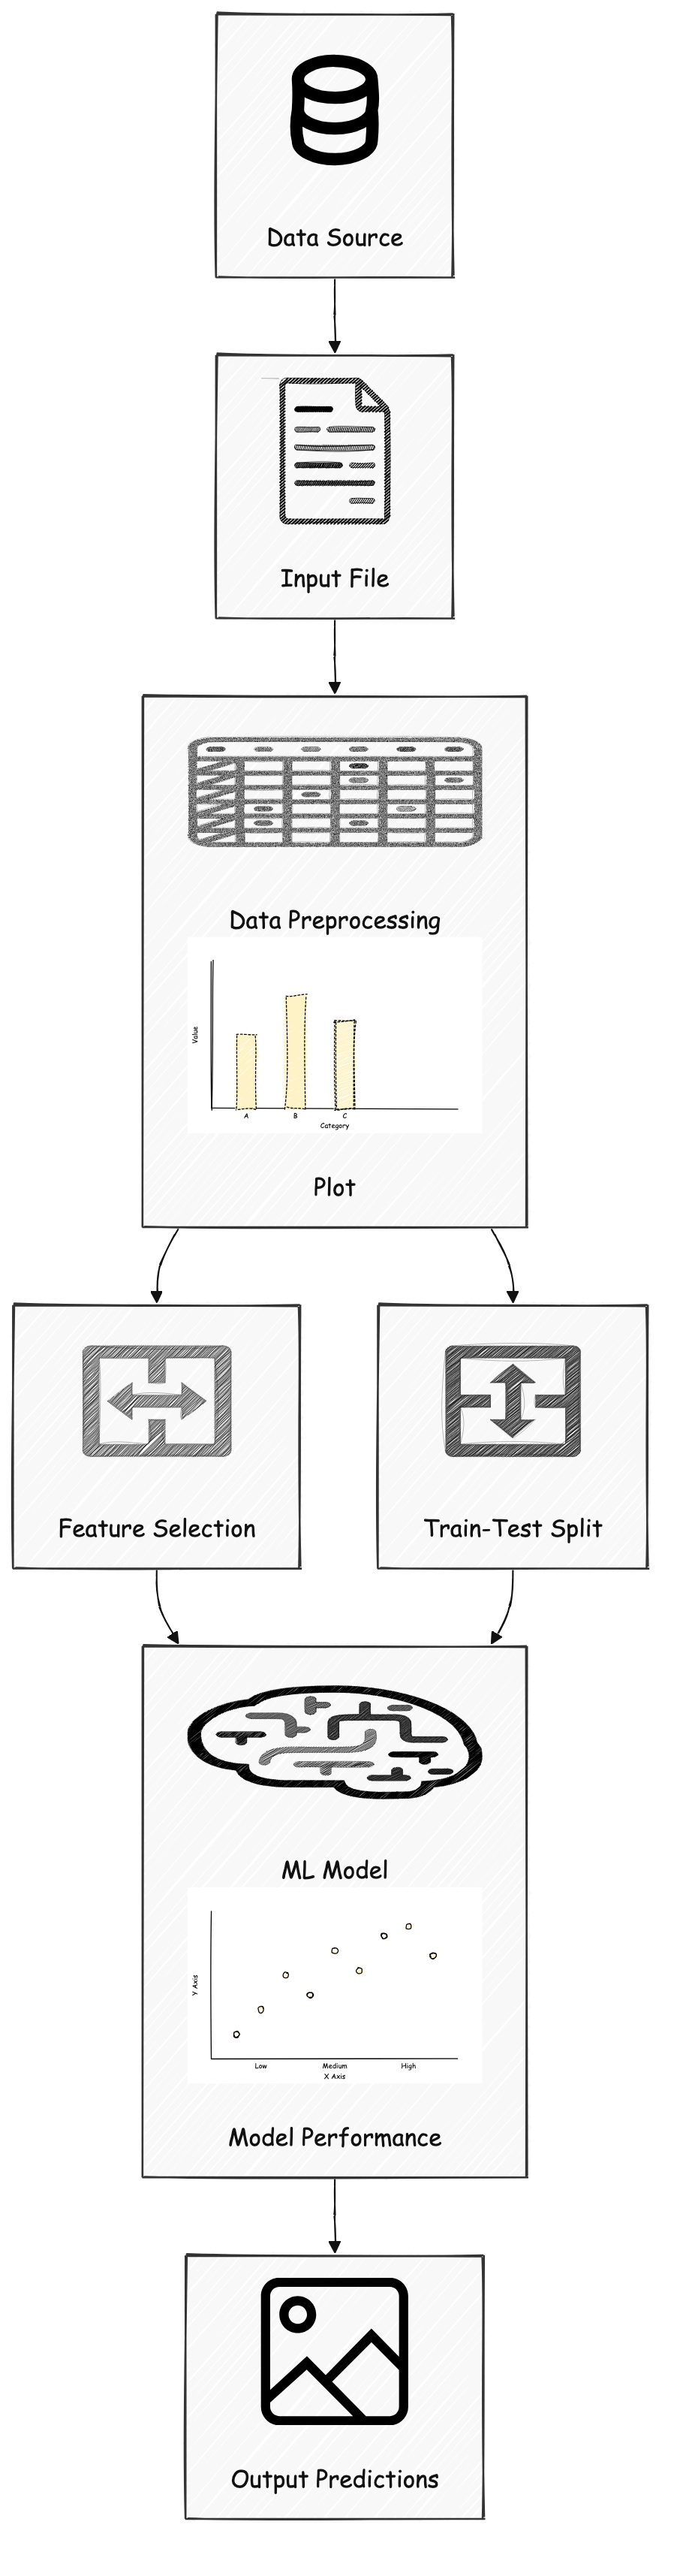 Data Source
Input File
Data Preprocessing
Value
A B C
Category
Plot
Feature Selection
Train-Test Split
ML Model
Y Axis
Low Medium High
X Axis
Model Performance
Output Predictions